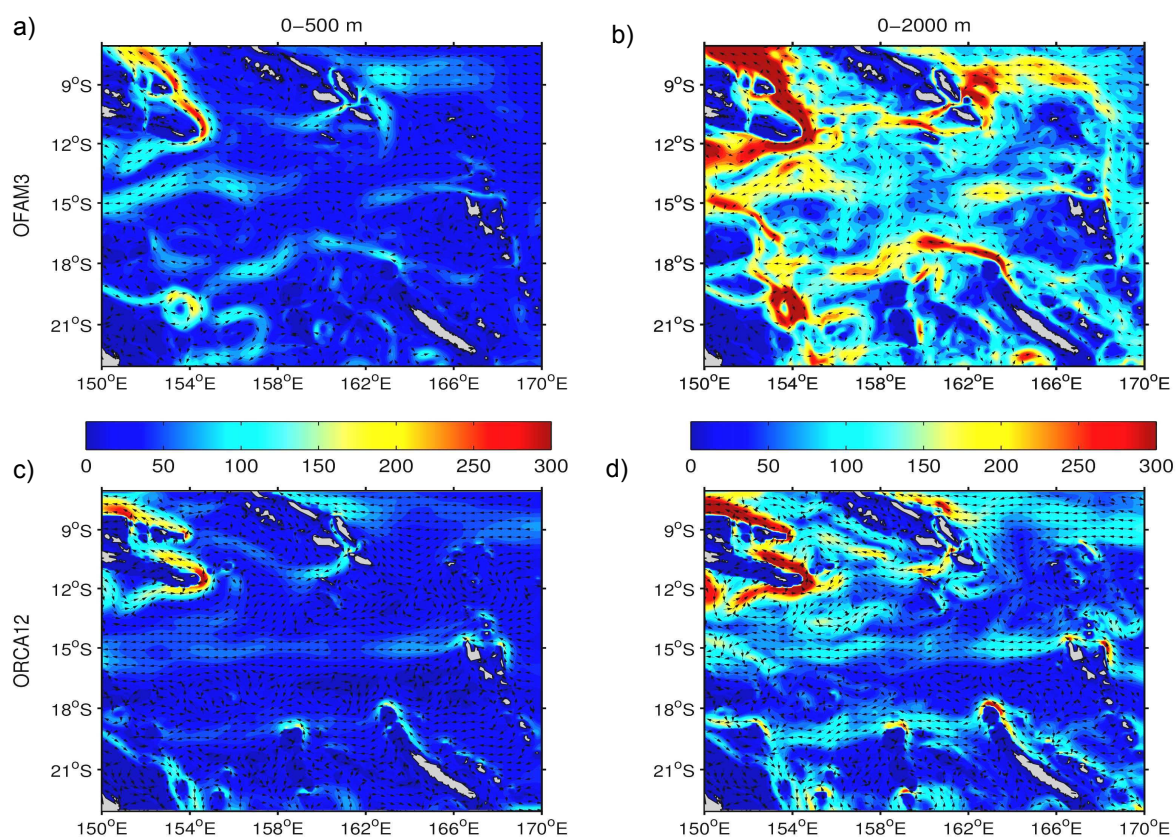 a) 0–500 m b) 0–2000 m
OFAM3
9°S 9°S
12°S 12°S
15°S 15°S
18°S 18°S
21°S 21°S
150°E 154°E 158°E 162°E 166°E 170°E 150°E 154°E 158°E 162°E 166°E 170°E
0 50 100 150 200 250 300 0 50 100 150 200 250 300
c) d)
ORCA12
9°S 9°S
12°S 12°S
15°S 15°S
18°S 18°S
21°S 21°S
150°E 154°E 158°E 162°E 166°E 170°E 150°E 154°E 158°E 162°E 166°E 170°E